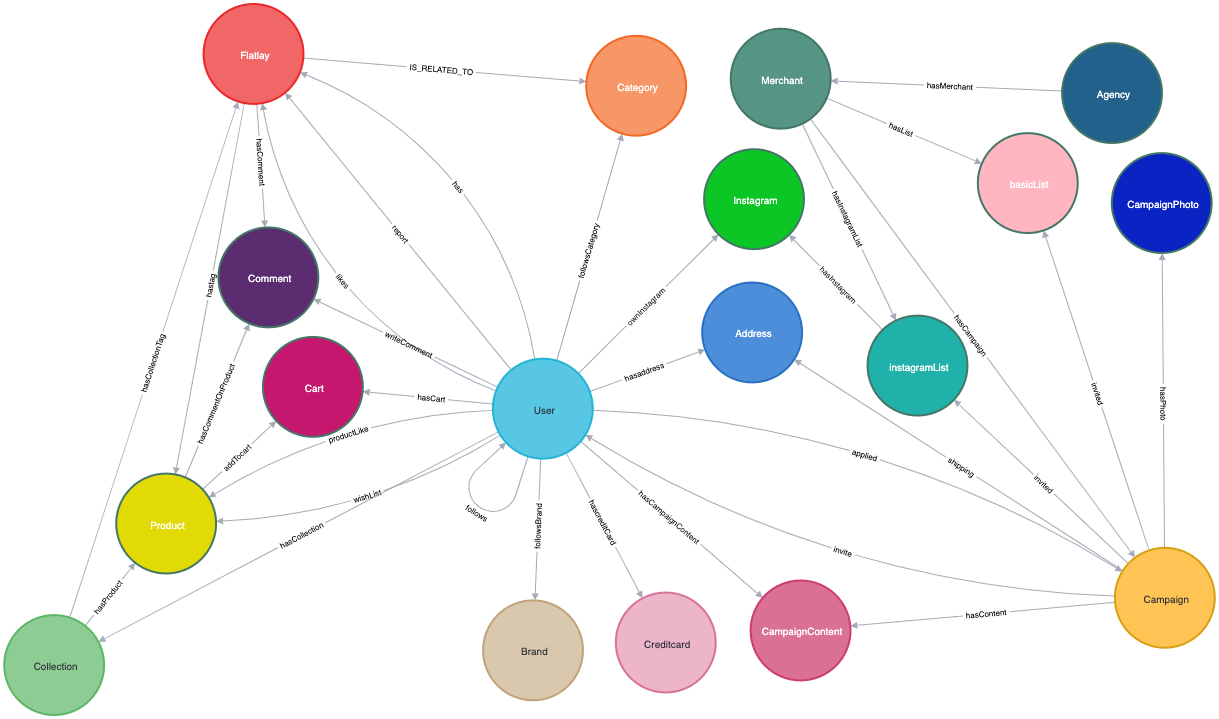 Flatlay
IS_RELATED_TO
Category
Merchant
hasMerchant
Agency
hasList
hasComment
has
basicList
CampaignPhoto
Instagram
hasInstagramList
report
followsCategory
Comment
likes
hastag
ownInstagram
hasInstagram
Address
hasCampaign
writeComment
hasCollectionTag
hasaddress
instagramList
Cart
hasCart
invited
hasPhoto
User
hasCommentOnProduct
productLike
addTocart
applied
shipping
invited
wishList
follows
followsBrand
hascreditCard
hasCampaignContent
Product
hasCollection
invite
hasProduct
Campaign
hasContent
CampaignContent
Creditcard
Brand
Collection